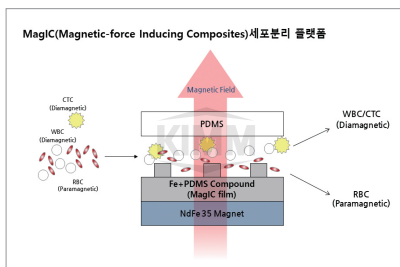 MagIC(Magnetic-force Inducing Composites)세포분리 플랫폼
Magnetic Field
CTC
(Diamagnetic)
WBC
(Diamagnetic)
RBC
(Paramagnetic)
PDMS
KIMM
Fe+PDMS Compound
(MagIC film)
NdFe 35 Magnet
WBC/CTC
(Diamagnetic)
RBC
(Paramagnetic)